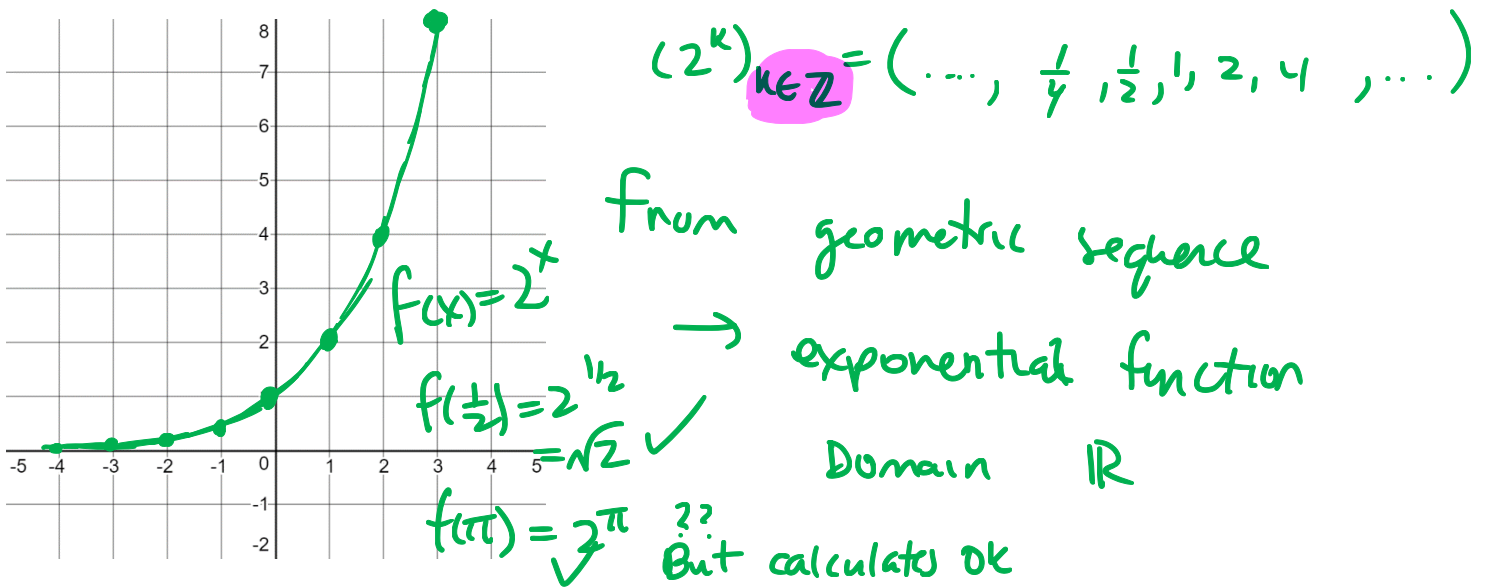 (2^k)_{k∈ℤ} = (...., 1/4, 1/2, 1, 2, 4, ....)
from geometric sequence
→ exponential function
Domain ℝ
8
7
6
5
4
3
2
-1
-2
-5 -4 -3 -2 -1 0 1 2 3 4 5
f(x) = 2^x
f(1/2) = 2^{1/2}
= √2 ✓
f(π) = 2^π ??
✓ But calculates ok